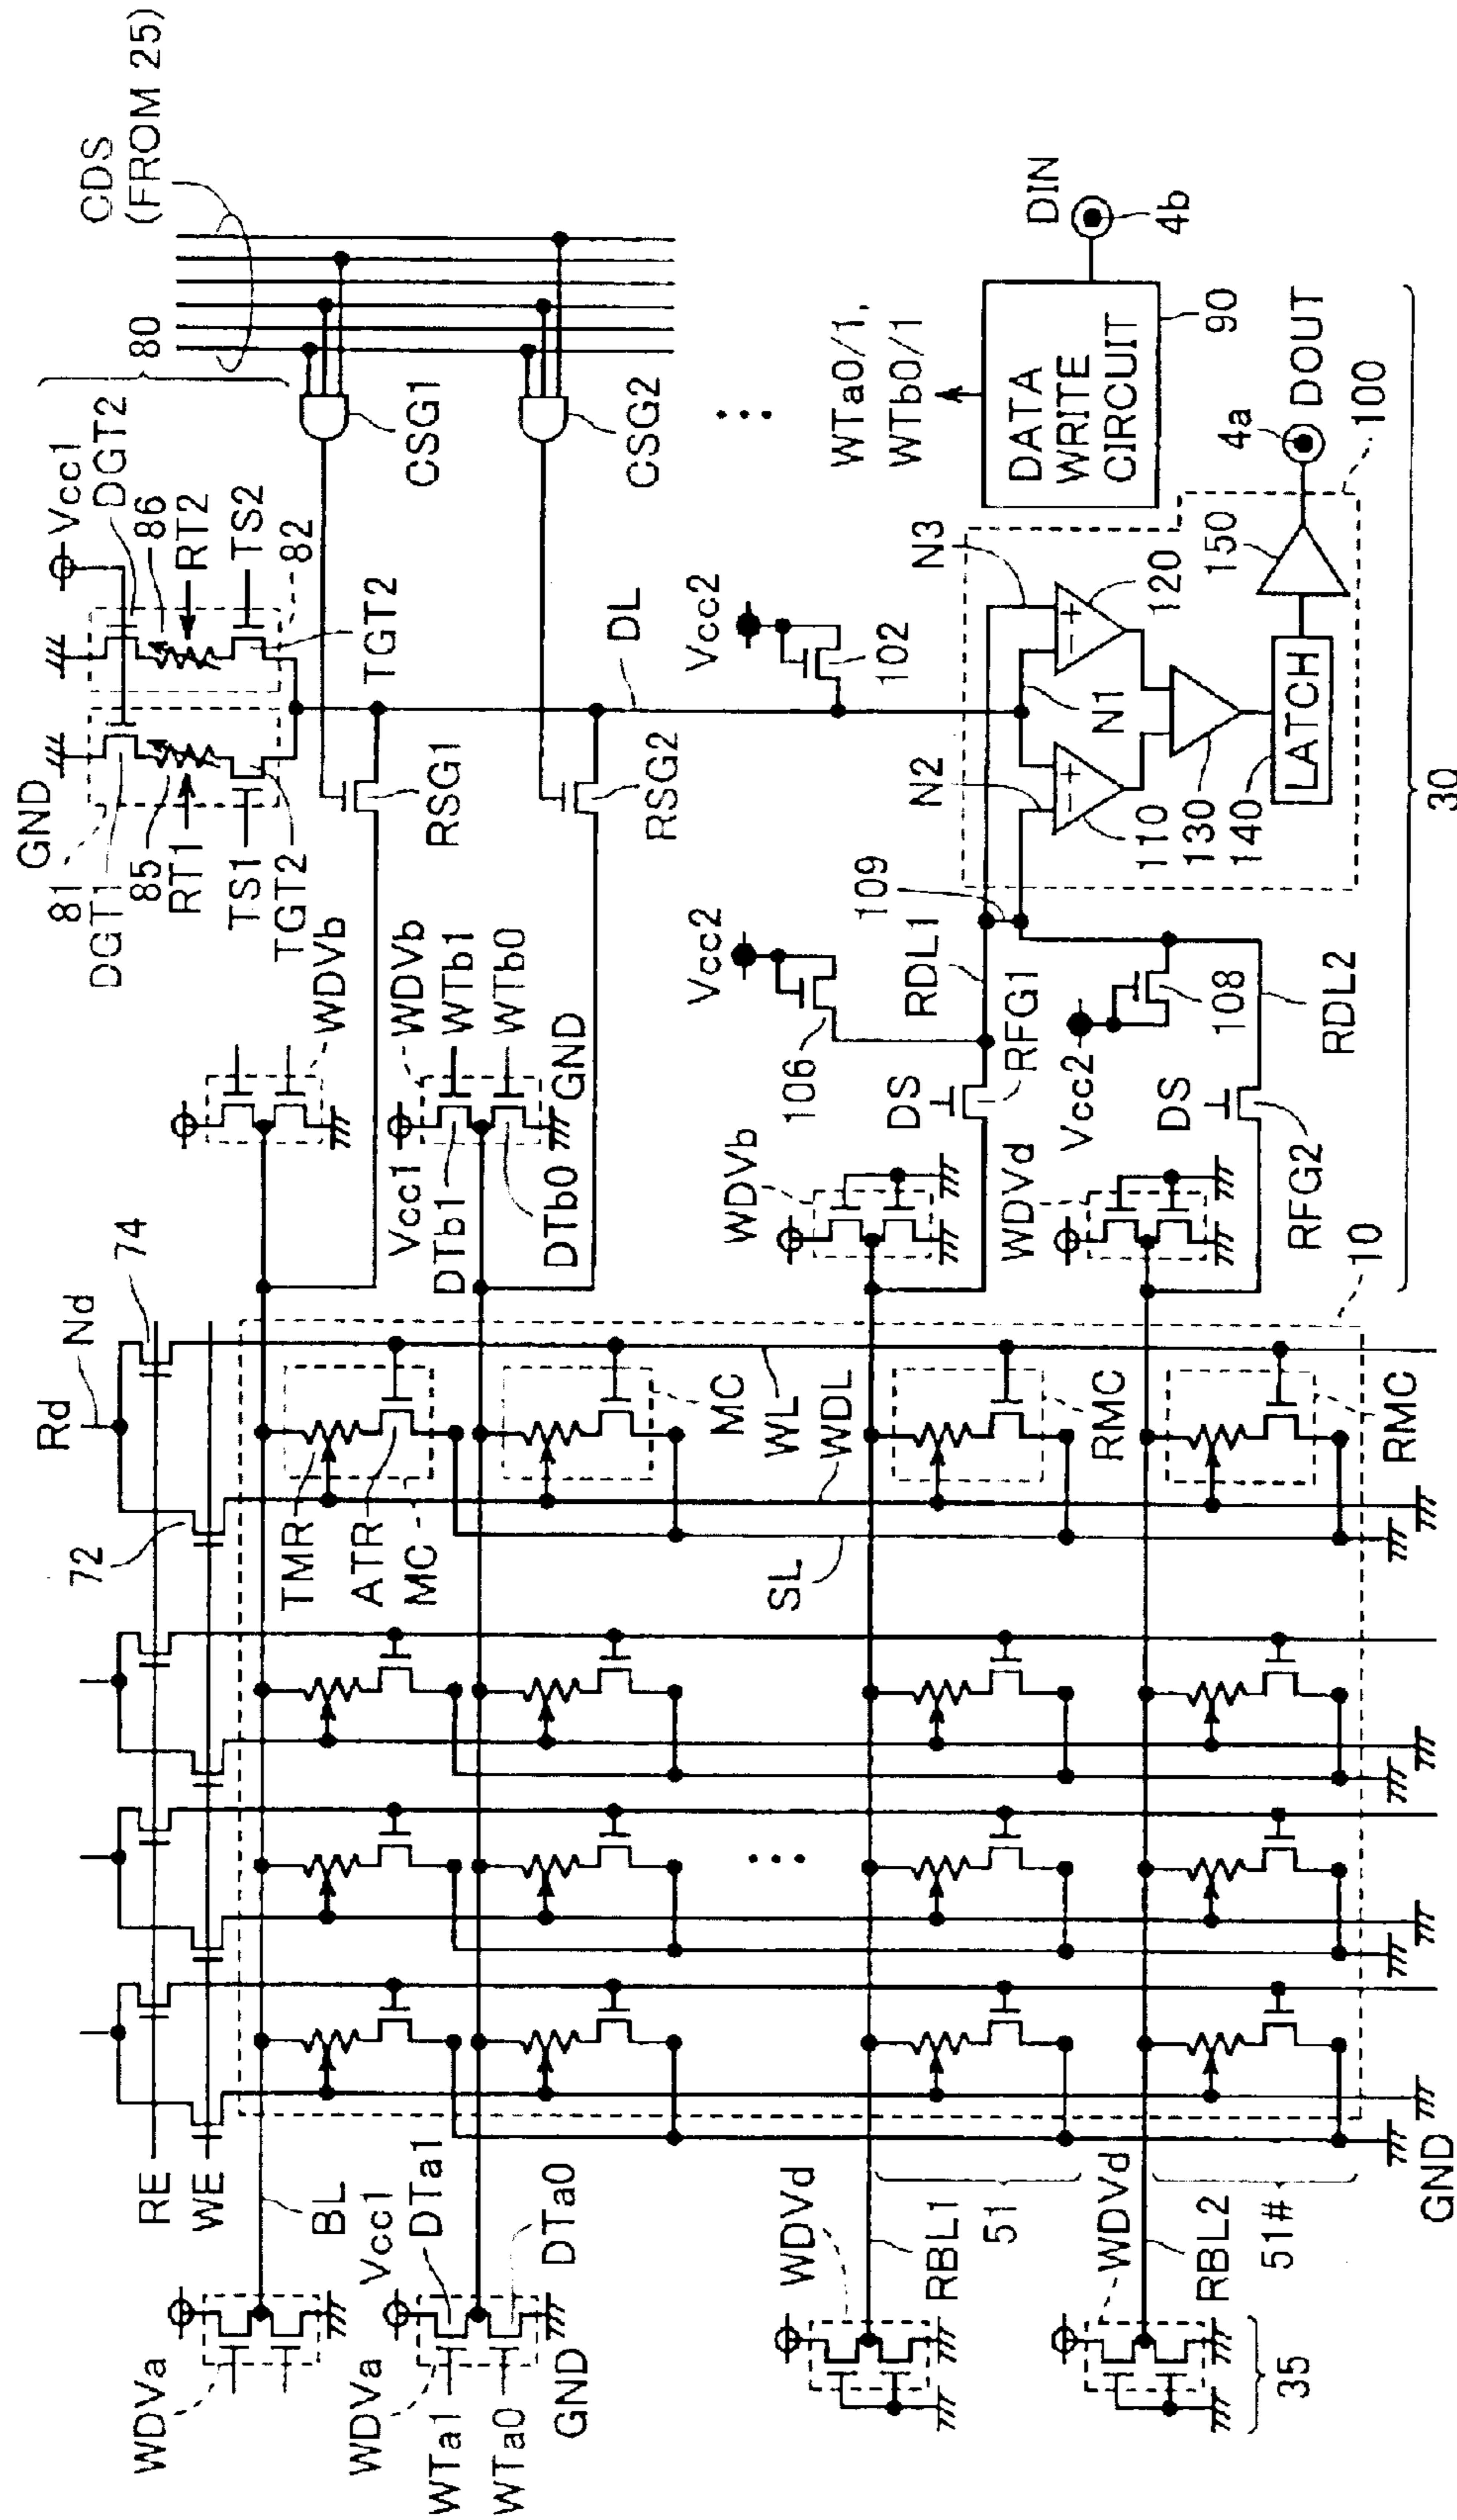 CDS
(FROM 25)
80
Vcc1
DGT2
86
RT2
TS2
82
TGT2
GND
81
DGT1
85
RT1
TS1
TGT2
CSG1
CSG2
RSG1
RSG2
DL
WDVb
WDVb
WTb1
WTb0
Vcc1
DTb1
DTb0
GND
Vcc2
102
WTa0/1,
WTb0/1
DATA
WRITE
CIRCUIT
90
DIN
4b
4a
DOUT
100
N1
N2
N3
+
−
−
+
110
120
130
140
LATCH
150
30
109
Vcc2
106
RDL1
DS
RFG1
WDVb
Vcc2
108
DS
RDL2
RFG2
WDVd
10
Rd
Nd
74
72
TMR
ATR
MC
MC
WL
WDL
SL
RMC
RMC
RE
WE
BL
WDVa
Vcc1
DTa1
WDVa
WTa1
WTa0
DTa0
GND
WDVd
RBL1
51
WDVd
RBL2
51#
35
GND